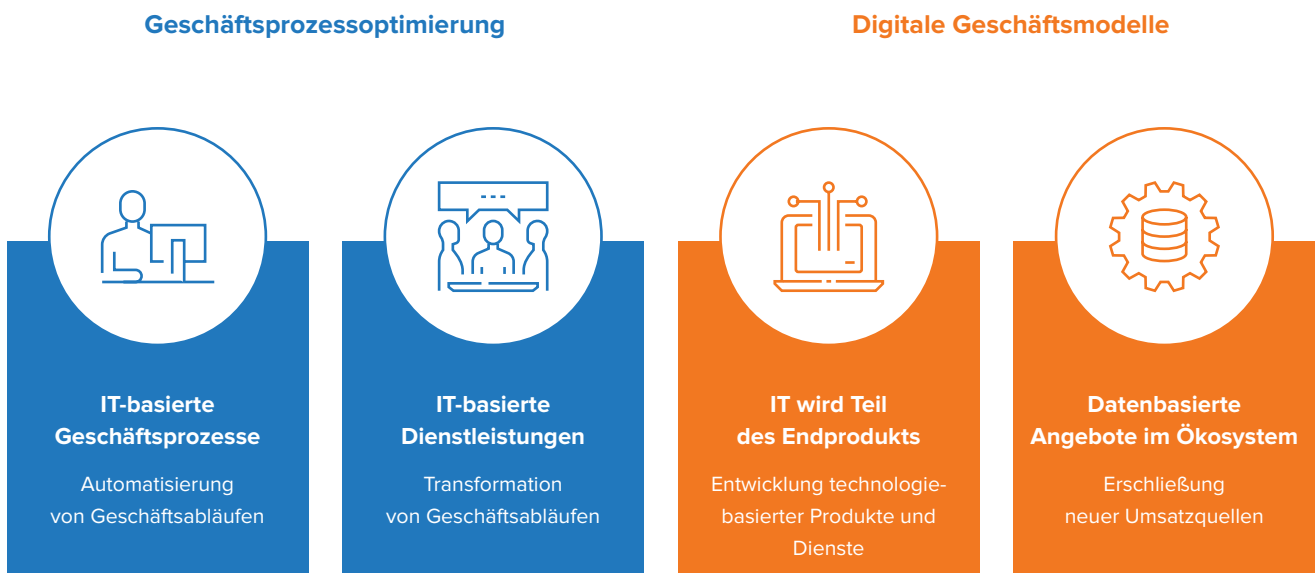 Geschäftsprozessoptimierung
Digitale Geschäftsmodelle
IT-basierte
Geschäftsprozesse
Automatisierung
von Geschäftsabläufen
IT-basierte
Dienstleistungen
Transformation
von Geschäftsabläufen
IT wird Teil
des Endprodukts
Entwicklung technologie-
basierter Produkte und
Dienste
Datenbasierte
Angebote im Ökosystem
Erschließung
neuer Umsatzquellen